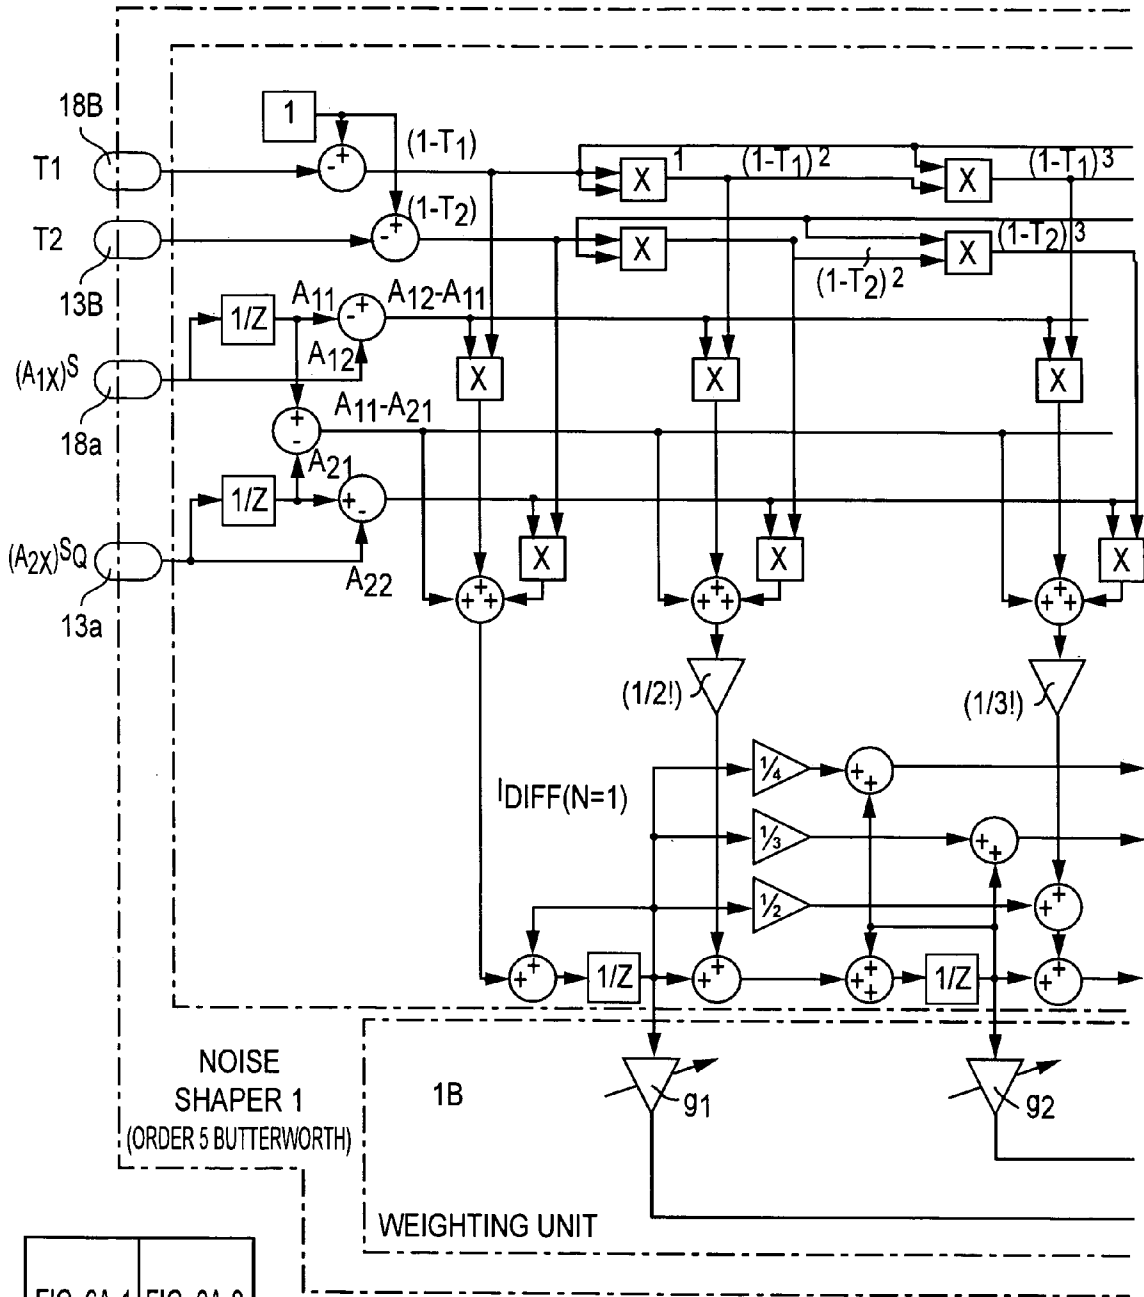 18B
1
T1
(1-T1)
1
(1-T1)2
(1-T1)3
X
X
T2
(1-T2)
X
X
(1-T2)3
(1-T2)2
13B
A11
A12-A11
1/Z
A12
(A1X)S
X
X
X
18a
A11-A21
A21
1/Z
(A2X)SQ
A22
X
X
X
13a
(1/2!)
(1/3!)
IDIFF(N=1)
1/4
1/3
1/2
1/Z
1/Z
NOISE
SHAPER 1
(ORDER 5 BUTTERWORTH)
1B
g1
g2
WEIGHTING UNIT